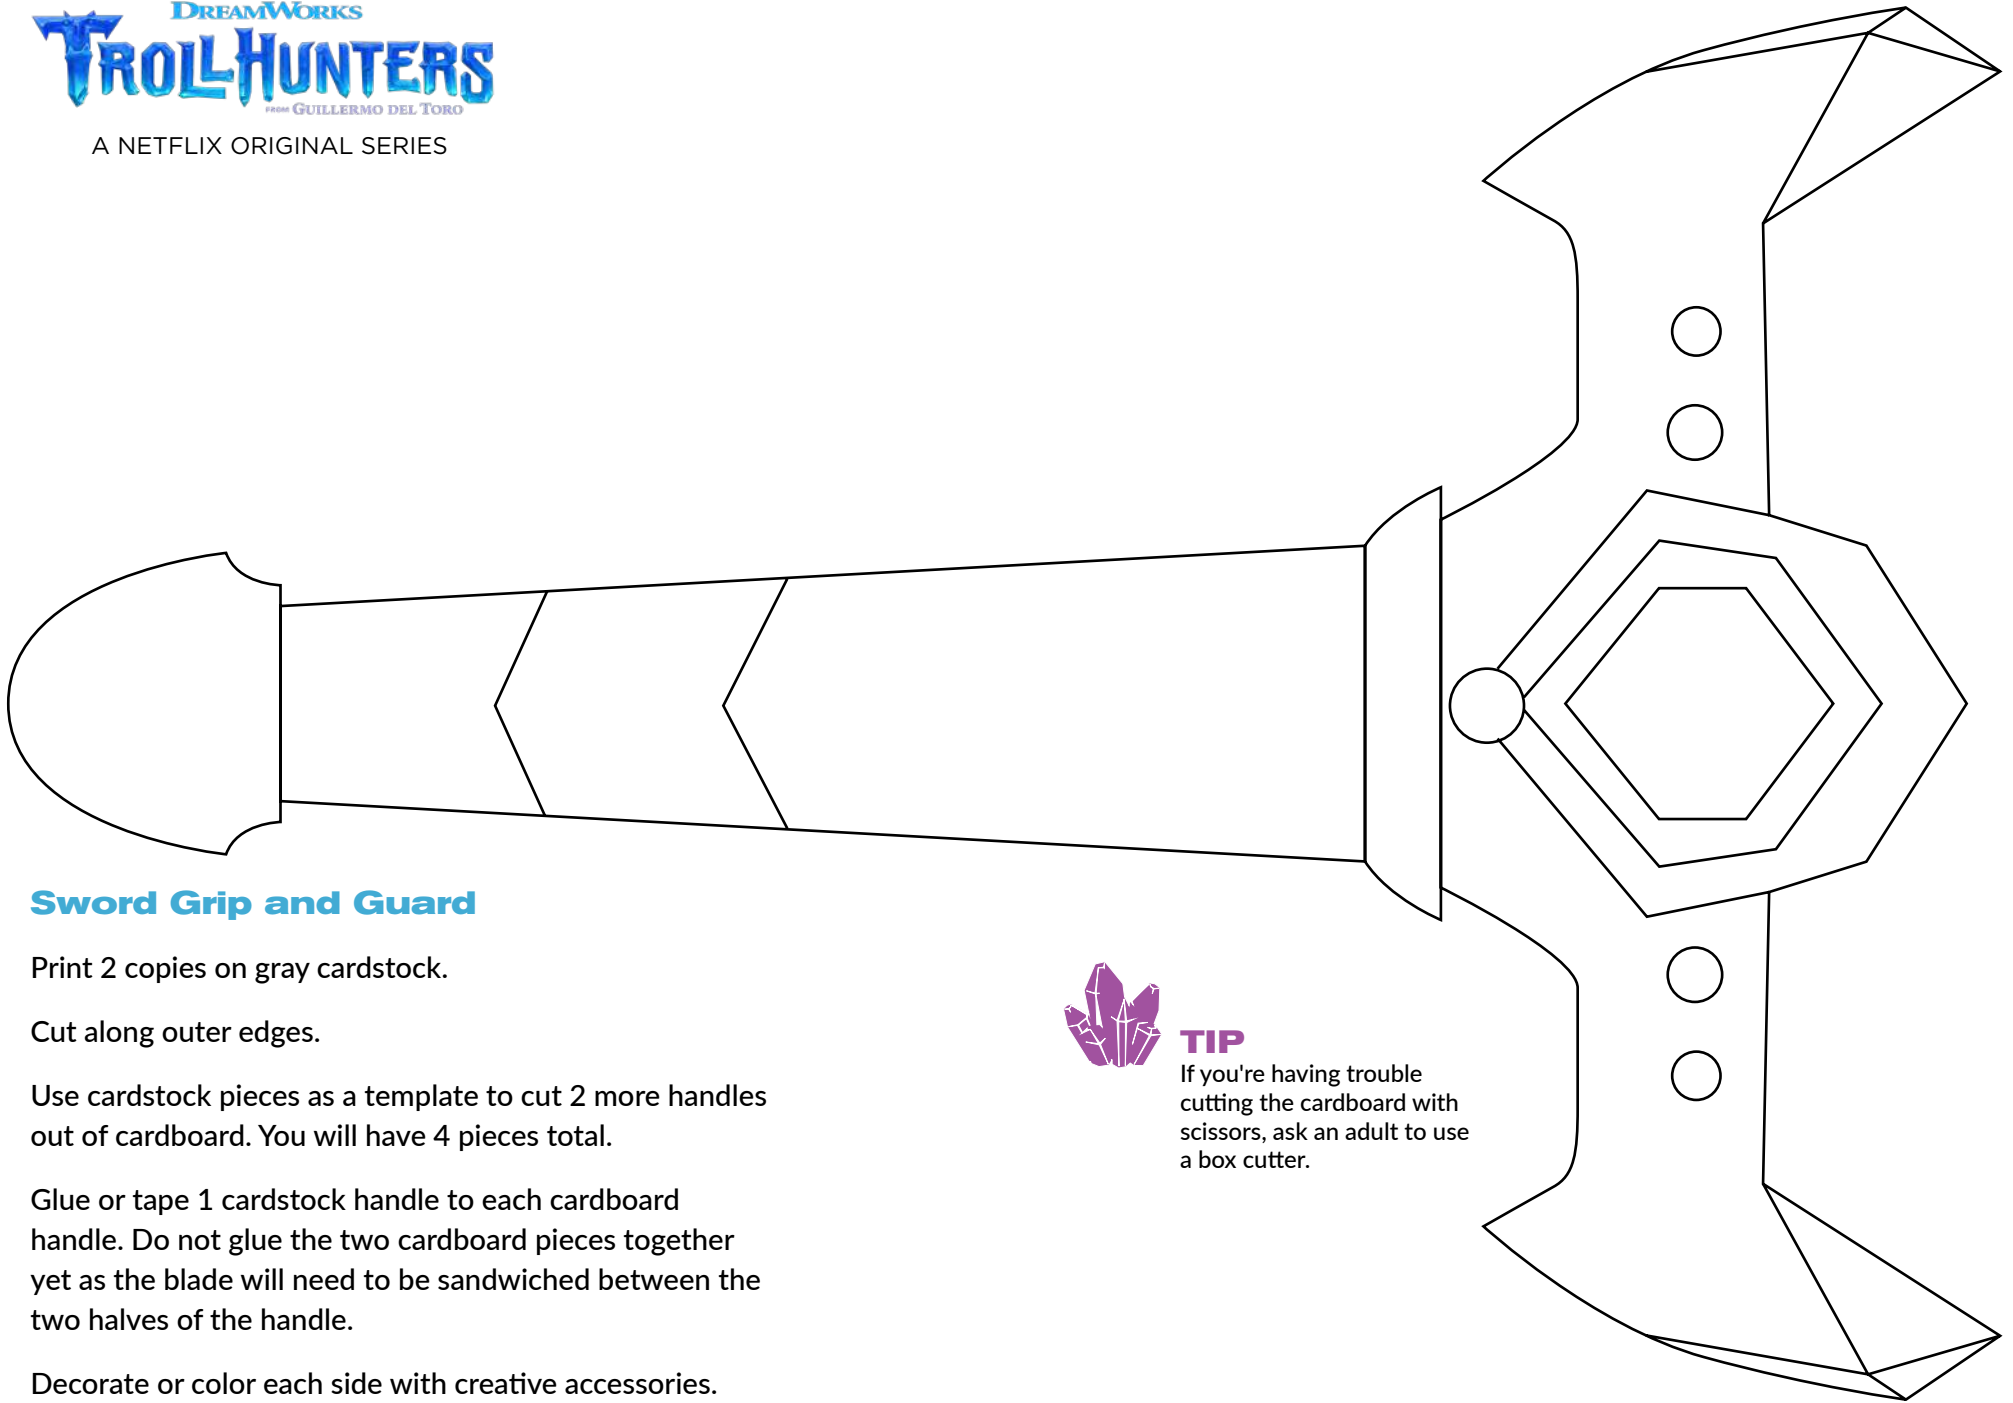 DREAMWORKS
TROLLHUNTERS
FROM GUILLERMO DEL TORO
A NETFLIX ORIGINAL SERIES
Sword Grip and Guard
Print 2 copies on gray cardstock.
Cut along outer edges.
Use cardstock pieces as a template to cut 2 more handles
out of cardboard. You will have 4 pieces total.
Glue or tape 1 cardstock handle to each cardboard
handle. Do not glue the two cardboard pieces together
yet as the blade will need to be sandwiched between the
two halves of the handle.
Decorate or color each side with creative accessories.
TIP
If you're having trouble
cutting the cardboard with
scissors, ask an adult to use
a box cutter.